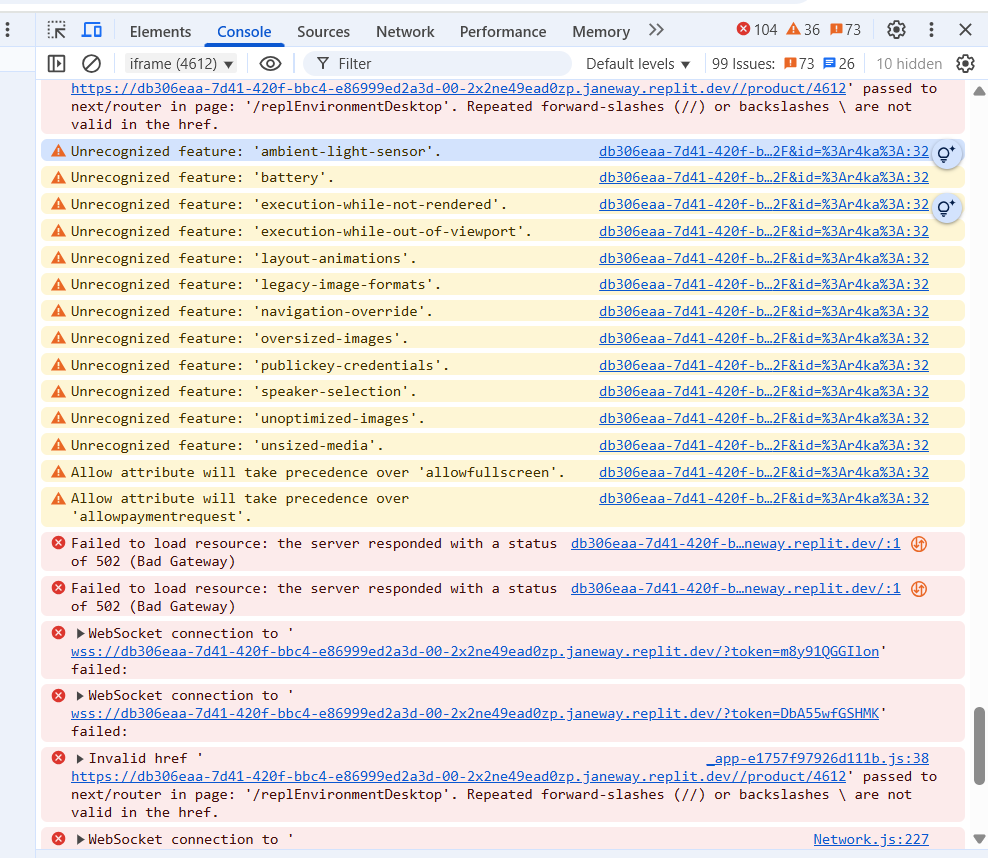 Elements Console Sources Network Performance Memory 104 36 73
iframe (4612) ▼ Filter Default levels ▼ 99 Issues: 73 26 10 hidden
https://db306eaa-7d41-420f-bbc4-e86999ed2a3d-00-2x2ne49ead0zp.janeway.replit.dev//product/4612' passed to
next/router in page: '/replEnvironmentDesktop'. Repeated forward-slashes (//) or backslashes \ are not
valid in the href.
Unrecognized feature: 'ambient-light-sensor'. db306eaa-7d41-420f-b…2F&id=%3Ar4ka%3A:32
Unrecognized feature: 'battery'. db306eaa-7d41-420f-b…2F&id=%3Ar4ka%3A:32
Unrecognized feature: 'execution-while-not-rendered'. db306eaa-7d41-420f-b…2F&id=%3Ar4ka%3A:32
Unrecognized feature: 'execution-while-out-of-viewport'. db306eaa-7d41-420f-b…2F&id=%3Ar4ka%3A:32
Unrecognized feature: 'layout-animations'. db306eaa-7d41-420f-b…2F&id=%3Ar4ka%3A:32
Unrecognized feature: 'legacy-image-formats'. db306eaa-7d41-420f-b…2F&id=%3Ar4ka%3A:32
Unrecognized feature: 'navigation-override'. db306eaa-7d41-420f-b…2F&id=%3Ar4ka%3A:32
Unrecognized feature: 'oversized-images'. db306eaa-7d41-420f-b…2F&id=%3Ar4ka%3A:32
Unrecognized feature: 'publickey-credentials'. db306eaa-7d41-420f-b…2F&id=%3Ar4ka%3A:32
Unrecognized feature: 'speaker-selection'. db306eaa-7d41-420f-b…2F&id=%3Ar4ka%3A:32
Unrecognized feature: 'unoptimized-images'. db306eaa-7d41-420f-b…2F&id=%3Ar4ka%3A:32
Unrecognized feature: 'unsized-media'. db306eaa-7d41-420f-b…2F&id=%3Ar4ka%3A:32
Allow attribute will take precedence over 'allowfullscreen'. db306eaa-7d41-420f-b…2F&id=%3Ar4ka%3A:32
Allow attribute will take precedence over db306eaa-7d41-420f-b…2F&id=%3Ar4ka%3A:32
'allowpaymentrequest'.
Failed to load resource: the server responded with a status db306eaa-7d41-420f-b…neway.replit.dev/:1
of 502 (Bad Gateway)
Failed to load resource: the server responded with a status db306eaa-7d41-420f-b…neway.replit.dev/:1
of 502 (Bad Gateway)
WebSocket connection to '
wss://db306eaa-7d41-420f-bbc4-e86999ed2a3d-00-2x2ne49ead0zp.janeway.replit.dev/?token=m8y91QGGIlon'
failed:
WebSocket connection to '
wss://db306eaa-7d41-420f-bbc4-e86999ed2a3d-00-2x2ne49ead0zp.janeway.replit.dev/?token=DbA55wfGSHMK'
failed:
Invalid href ' _app-e1757f97926d111b.js:38
https://db306eaa-7d41-420f-bbc4-e86999ed2a3d-00-2x2ne49ead0zp.janeway.replit.dev//product/4612' passed to
next/router in page: '/replEnvironmentDesktop'. Repeated forward-slashes (//) or backslashes \ are not
valid in the href.
WebSocket connection to ' Network.js:227